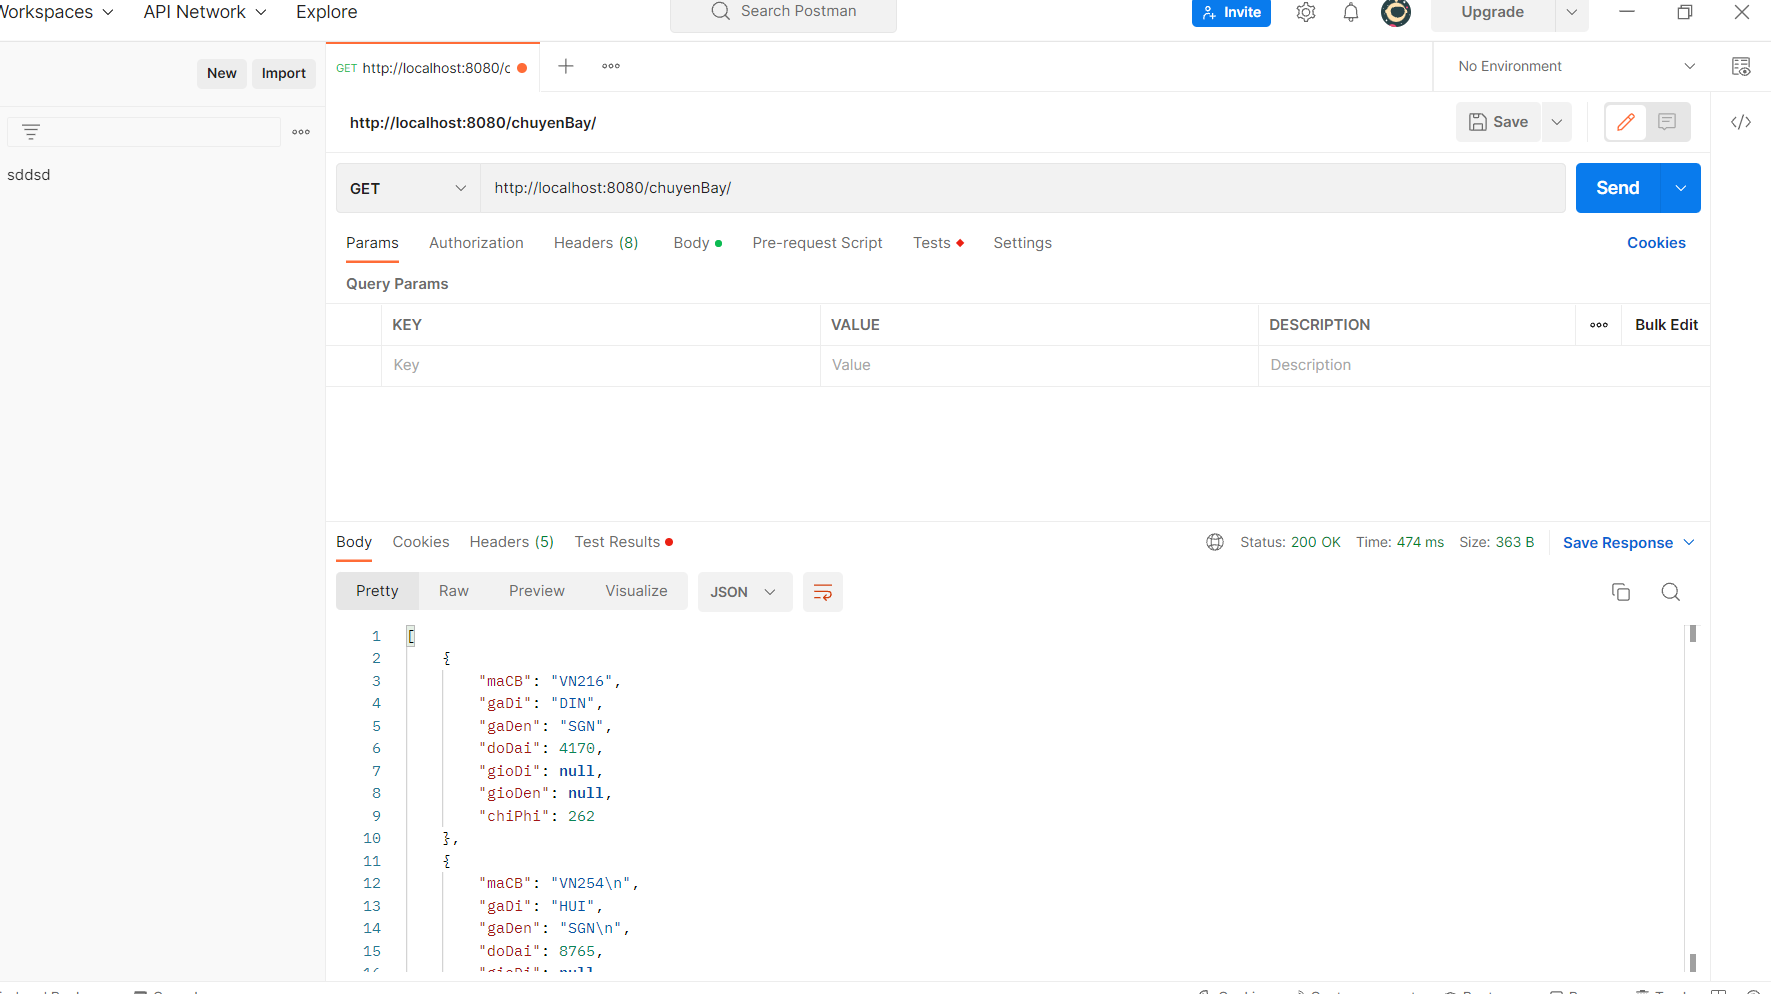 Workspaces API Network Explore Search Postman Invite Upgrade
New Import GET http://localhost:8080/c No Environment
http://localhost:8080/chuyenBay/ Save
sddsd
GET http://localhost:8080/chuyenBay/ Send
Params Authorization Headers (8) Body Pre-request Script Tests Settings Cookies
Query Params
KEY VALUE DESCRIPTION Bulk Edit
Key Value Description
Body Cookies Headers (5) Test Results Status: 200 OK Time: 474 ms Size: 363 B Save Response
Pretty Raw Preview Visualize JSON
1 [
2 {
3 "maCB": "VN216",
4 "gaDi": "DIN",
5 "gaDen": "SGN",
6 "doDai": 4170,
7 "gioDi": null,
8 "gioDen": null,
9 "chiPhi": 262
10 },
11 {
12 "maCB": "VN254\n",
13 "gaDi": "HUI",
14 "gaDen": "SGN\n",
15 "doDai": 8765,
16 "gioDi": null